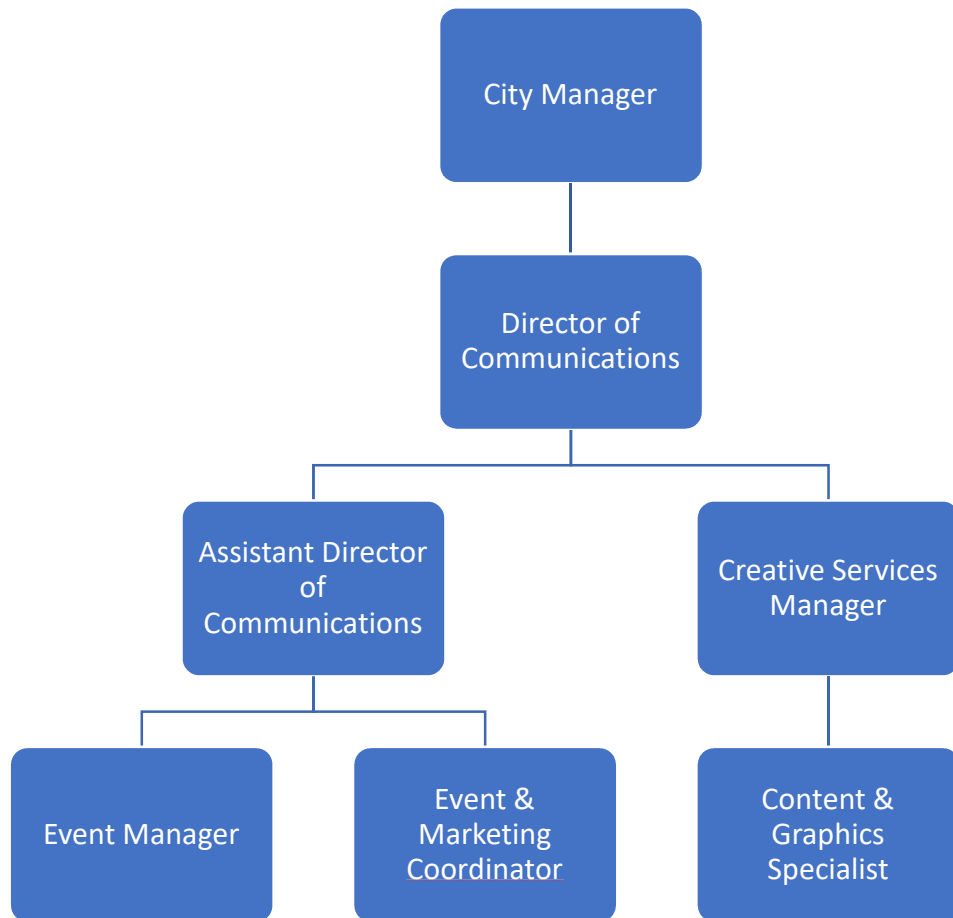 City Manager
Director of
Communications
Assistant Director
of
Communications
Creative Services
Manager
Event Manager
Event &
Marketing
Coordinator
Content &
Graphics
Specialist